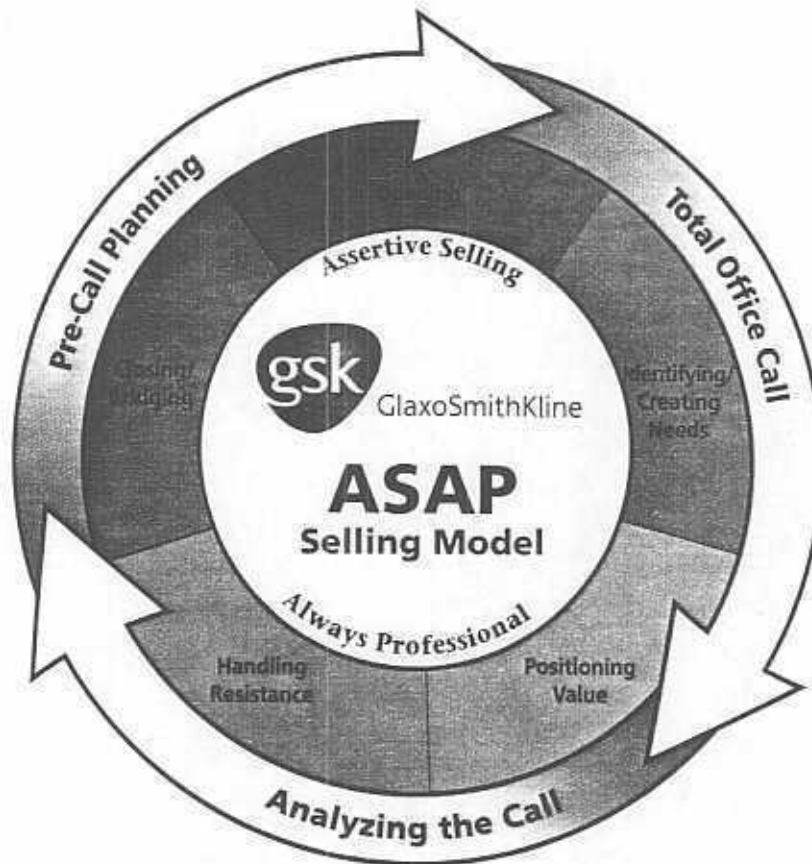 Pre-Call Planning
Total Office Call
Assertive Selling
Closing/
Bridging
gsk
GlaxoSmithKline
Identifying/
Creating
Needs
ASAP
Selling Model
Always Professional
Handling
Resistance
Positioning
Value
Analyzing the Call